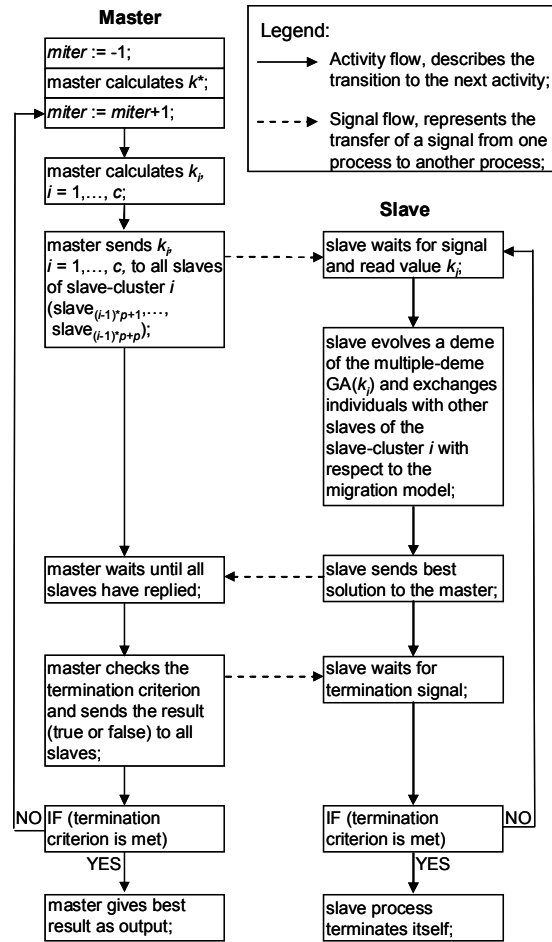 Master
miter := -1;
master calculates k*;
miter := miter+1;
master calculates kᵢ,
i = 1,…, c;
master sends kᵢ,
i = 1,…, c, to all slaves
of slave-cluster i
(slave₍ᵢ₋₁₎*ₚ₊₁,…,
slave₍ᵢ₋₁₎*ₚ₊ₚ);
master waits until all
slaves have replied;
master checks the
termination criterion
and sends the result
(true or false) to all
slaves;
NO
IF (termination
criterion is met)
YES
master gives best
result as output;
Legend:
Activity flow, describes the
transition to the next activity;
Signal flow, represents the
transfer of a signal from one
process to another process;
Slave
slave waits for signal
and read value kᵢ;
slave evolves a deme
of the multiple-deme
GA(kᵢ) and exchanges
individuals with other
slaves of the
slave-cluster i with
respect to the
migration model;
slave sends best
solution to the master;
slave waits for
termination signal;
IF (termination
criterion is met)
NO
YES
slave process
terminates itself;